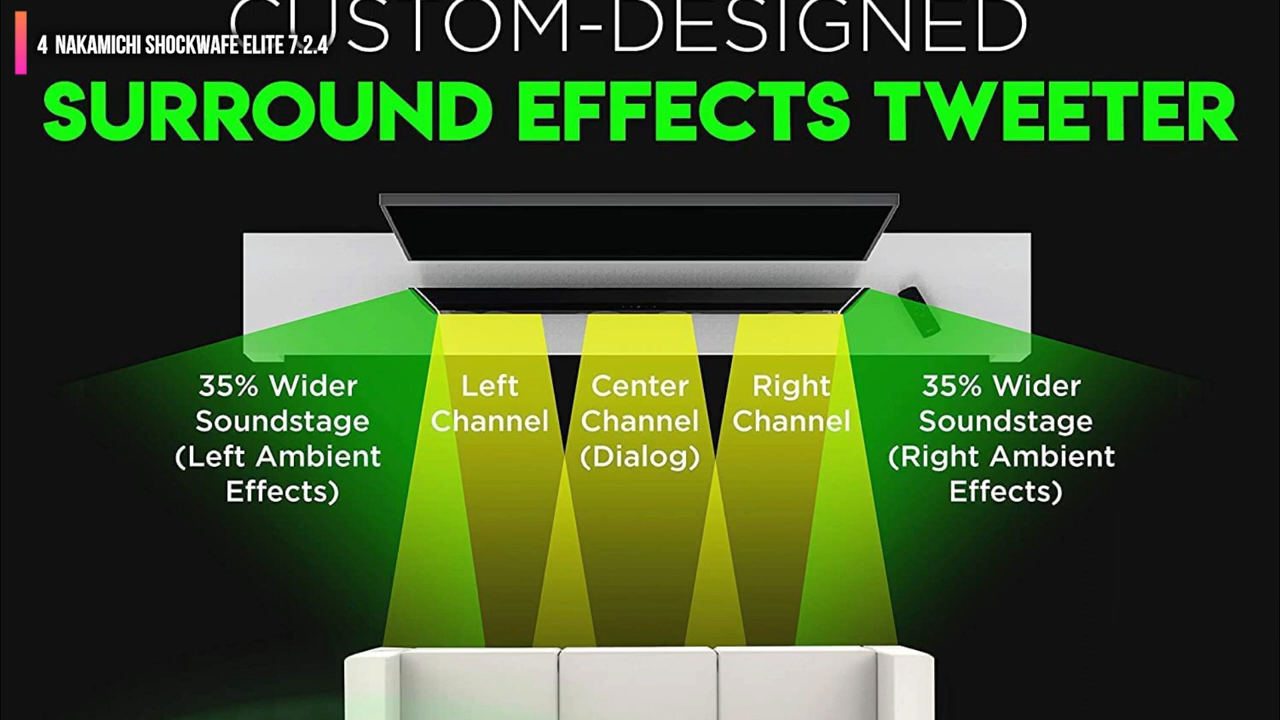 CUSTOM-DESIGNED
4 NAKAMICHI SHOCKWAFE ELITE 7.2.4
SURROUND EFFECTS TWEETER
35% Wider
Soundstage
(Left Ambient
Effects)
Left
Channel
Center
Channel
(Dialog)
Right
Channel
35% Wider
Soundstage
(Right Ambient
Effects)